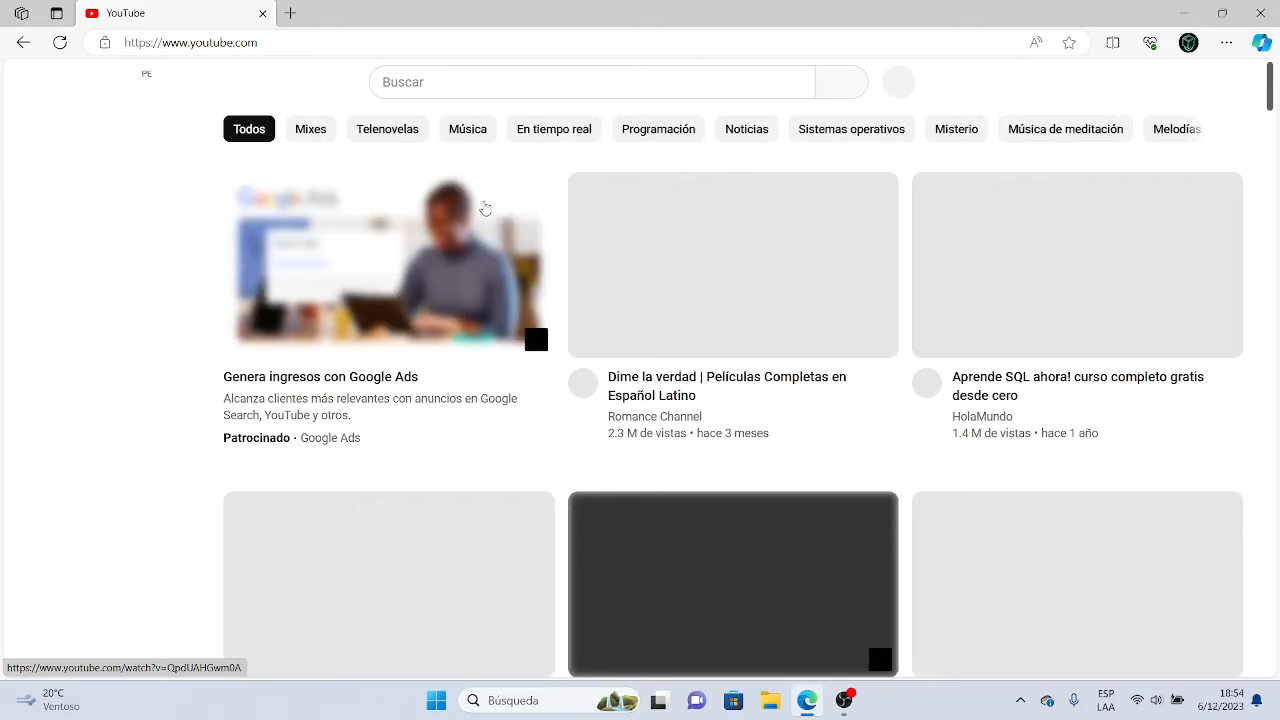 YouTube
https://www.youtube.com
PE
Buscar
Todos
Mixes
Telenovelas
Música
En tiempo real
Programación
Noticias
Sistemas operativos
Misterio
Música de meditación
Melodías
Genera ingresos con Google Ads
Alcanza clientes más relevantes con anuncios en Google
Search, YouTube y otros.
Patrocinado · Google Ads
Dime la verdad | Películas Completas en
Español Latino
Romance Channel
2.3 M de vistas • hace 3 meses
Aprende SQL ahora! curso completo gratis
desde cero
HolaMundo
1.4 M de vistas • hace 1 año
https://www.youtube.com/watch?v=QpdUAHGwm0A
20°C
Ventoso
Búsqueda
ESP
LAA
18:54
6/12/2023